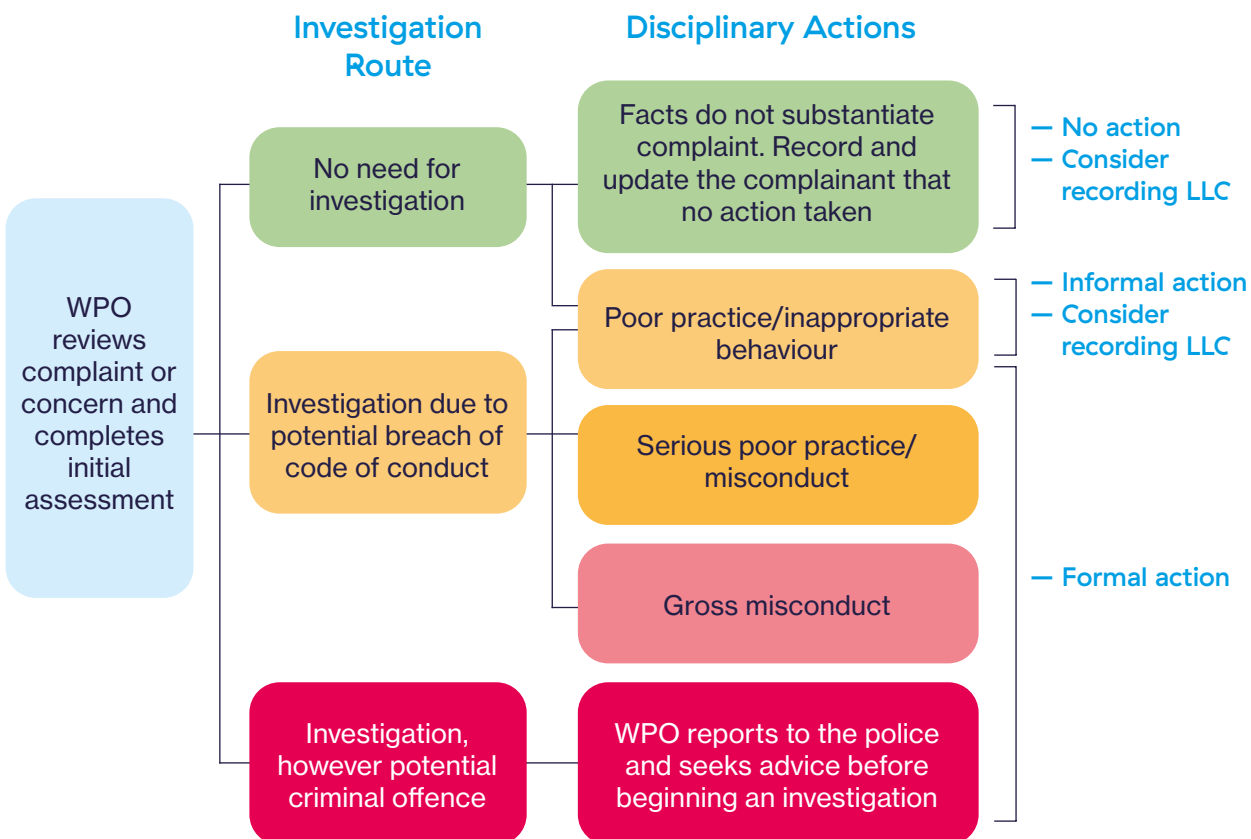 Investigation
Route
Disciplinary Actions
WPO
reviews
complaint or
concern and
completes
initial
assessment
No need for
investigation
Facts do not substantiate
complaint. Record and
update the complainant that
no action taken
— No action
— Consider
recording LLC
Investigation due to
potential breach of
code of conduct
Poor practice/inappropriate
behaviour
— Informal action
— Consider
recording LLC
Serious poor practice/
misconduct
Gross misconduct
— Formal action
Investigation,
however potential
criminal offence
WPO reports to the police
and seeks advice before
beginning an investigation